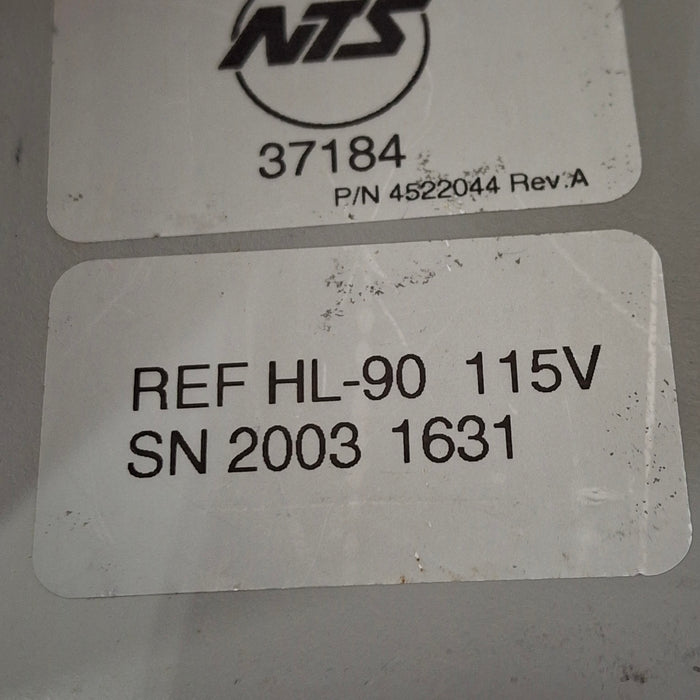 NTS
37184
P/N 4522044 Rev.A
REF HL-90 115V
SN 2003 1631